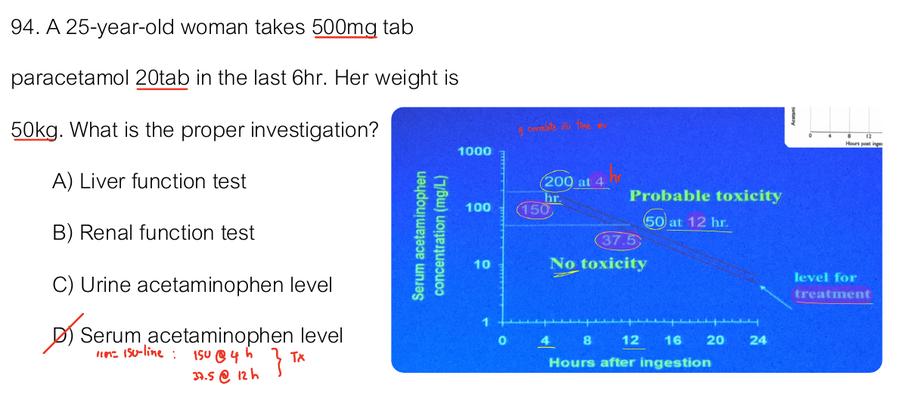 94. A 25-year-old woman takes 500mg tab
paracetamol 20tab in the last 6hr. Her weight is
50kg. What is the proper investigation?
A) Liver function test
B) Renal function test
C) Urine acetaminophen level
D) Serum acetaminophen level
150-line : 150 @ 4 h
37.5 @ 12 h
Tx
Serum acetaminophen
concentration (mg/L)
1000
100
10
1
200 at 4 hr
hr.
150
Probable toxicity
50 at 12 hr.
37.5
No toxicity
level for
treatment
0 4 8 12 16 20 24
Hours after ingestion
Acetami
0 4 8 12
Hours post inge